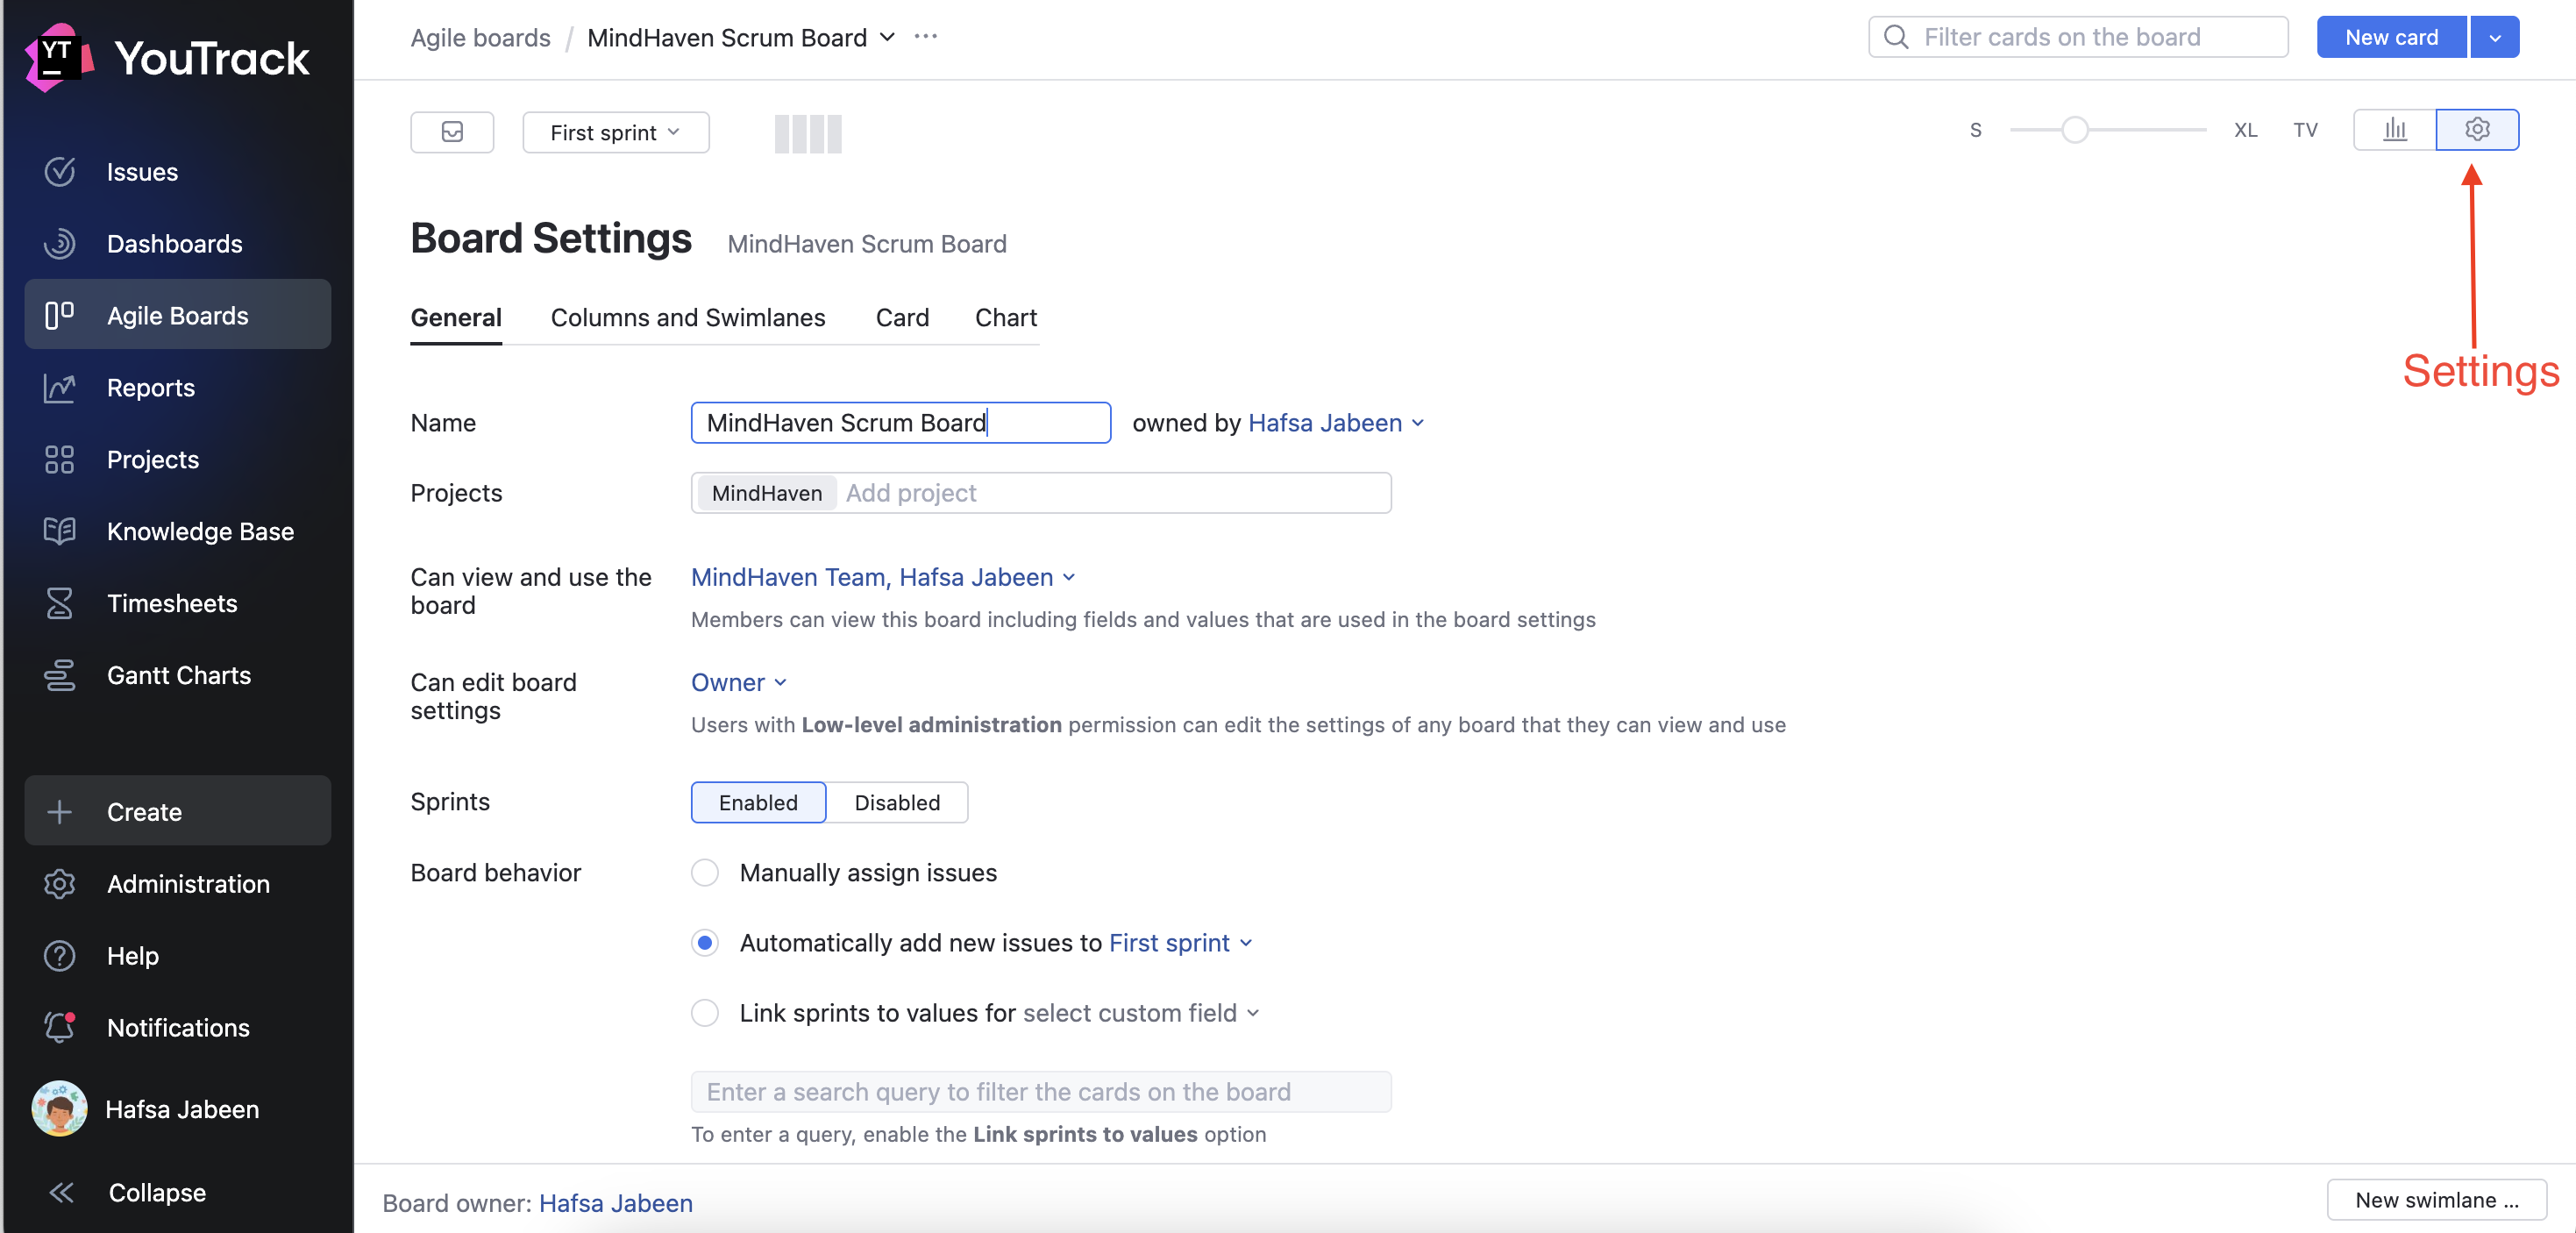 YT
YouTrack
Issues
Dashboards
Agile Boards
Reports
Projects
Knowledge Base
Timesheets
Gantt Charts
Create
Administration
Help
Notifications
Hafsa Jabeen
Collapse
Agile boards / MindHaven Scrum Board ...
Filter cards on the board
New card
First sprint
S XL TV
Settings
Board Settings MindHaven Scrum Board
General Columns and Swimlanes Card Chart
Name MindHaven Scrum Board owned by Hafsa Jabeen
Projects MindHaven Add project
Can view and use the
board
MindHaven Team, Hafsa Jabeen
Members can view this board including fields and values that are used in the board settings
Can edit board
settings
Owner
Users with Low-level administration permission can edit the settings of any board that they can view and use
Sprints Enabled Disabled
Board behavior Manually assign issues
Automatically add new issues to First sprint
Link sprints to values for select custom field
Enter a search query to filter the cards on the board
To enter a query, enable the Link sprints to values option
Board owner: Hafsa Jabeen
New swimlane ...